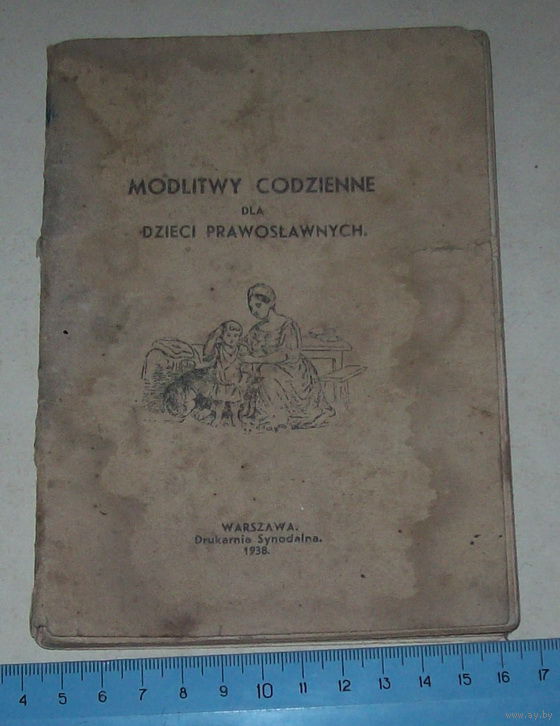 MODLITWY CODZIENNE
DLA
DZIECI PRAWOSŁAWNYCH.
WARSZAWA.
Drukarnia Synodalna.
1938.
4 5 6 7 8 9 10 11 12 13 14 15 16 17
www.ay.by